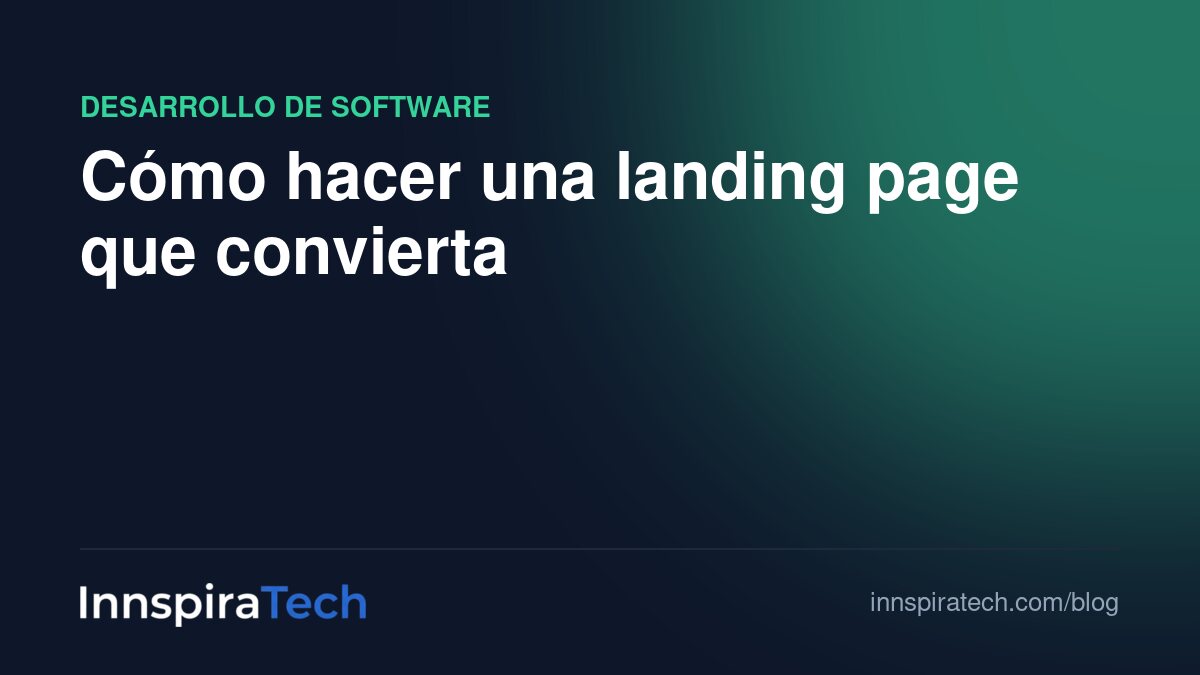 DESARROLLO DE SOFTWARE
Cómo hacer una landing page
que convierta
InnspiraTech
innspiratech.com/blog